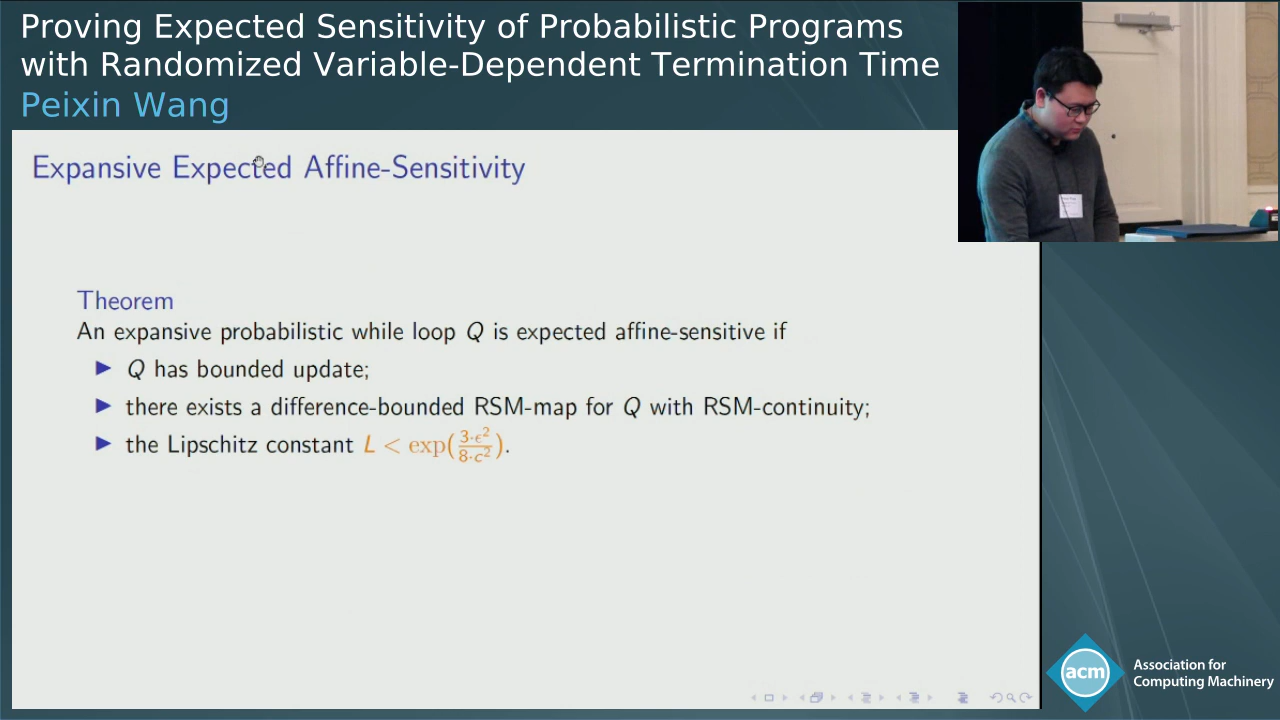 Proving Expected Sensitivity of Probabilistic Programs
with Randomized Variable-Dependent Termination Time
Peixin Wang
Expansive Expected Affine-Sensitivity
Theorem
An expansive probabilistic while loop Q is expected affine-sensitive if
▶ Q has bounded update;
▶ there exists a difference-bounded RSM-map for Q with RSM-continuity;
▶ the Lipschitz constant L < exp(3·ϵ²/8·c²).
acm
Association for
Computing Machinery